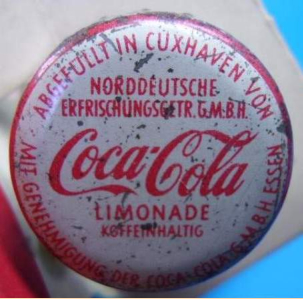 ABGEFÜLLT IN CUXHAVEN VON
NORDDEUTSCHE
ERFRISCHUNGSGETR.G.M.B.H.
Coca-Cola
LIMONADE
KOFFEINHALTIG
MIT GENEHMIGUNG DER COCA-COLA G.M.B.H. ESSEN